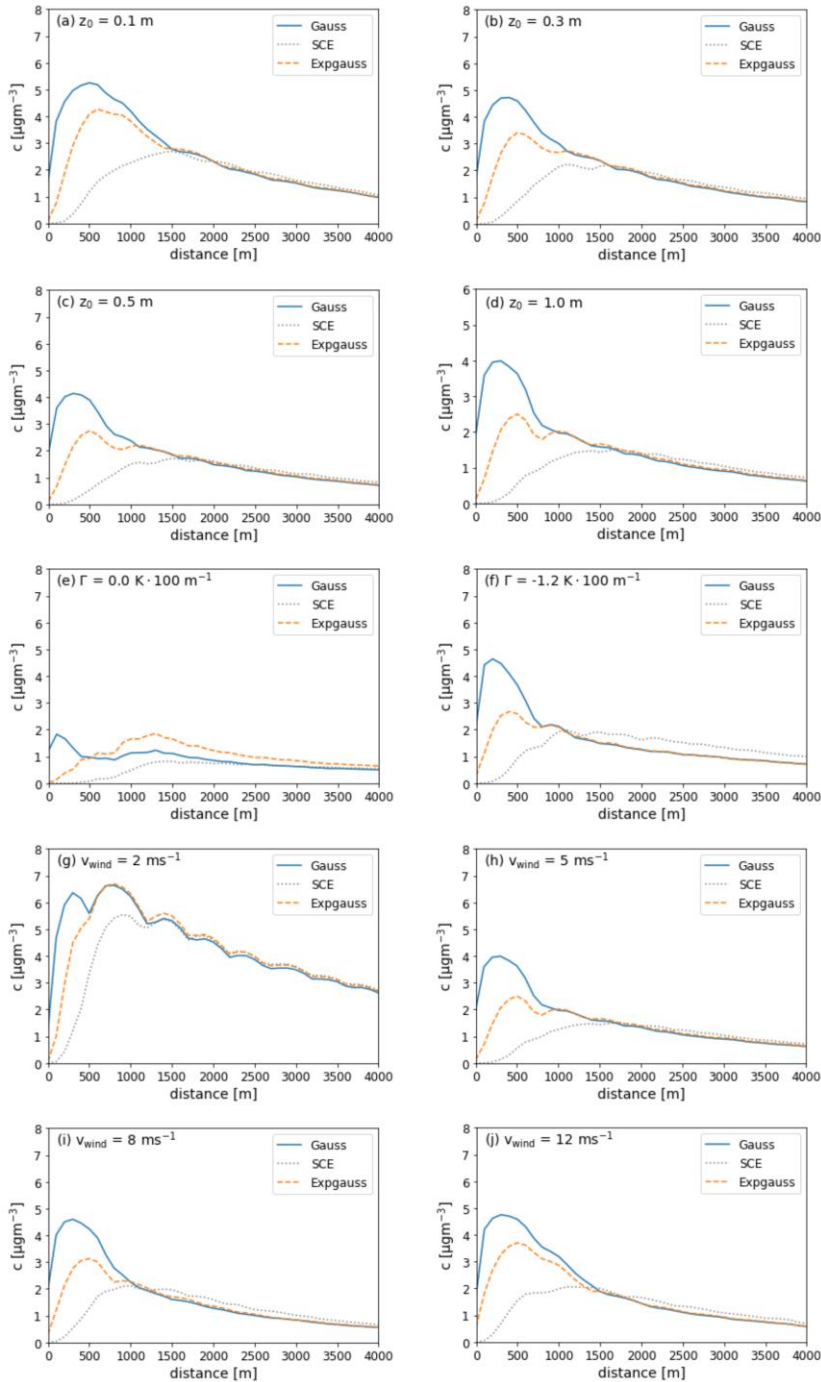 (a) z₀ = 0.1 m
Gauss
SCE
Expgauss
c [µgm⁻³]
8
7
6
5
4
3
2
1
0
0 500 1000 1500 2000 2500 3000 3500 4000
distance [m]
(b) z₀ = 0.3 m
Gauss
SCE
Expgauss
c [µgm⁻³]
8
7
6
5
4
3
2
1
0
0 500 1000 1500 2000 2500 3000 3500 4000
distance [m]
(c) z₀ = 0.5 m
Gauss
SCE
Expgauss
c [µgm⁻³]
8
7
6
5
4
3
2
1
0
0 500 1000 1500 2000 2500 3000 3500 4000
distance [m]
(d) z₀ = 1.0 m
Gauss
SCE
Expgauss
c [µgm⁻³]
6
5
4
3
2
1
0
0 500 1000 1500 2000 2500 3000 3500 4000
distance [m]
(e) Γ = 0.0 K · 100 m⁻¹
Gauss
SCE
Expgauss
c [µgm⁻³]
8
7
6
5
4
3
2
1
0
0 500 1000 1500 2000 2500 3000 3500 4000
distance [m]
(f) Γ = -1.2 K · 100 m⁻¹
Gauss
SCE
Expgauss
c [µgm⁻³]
8
7
6
5
4
3
2
1
0
0 500 1000 1500 2000 2500 3000 3500 4000
distance [m]
(g) v_wind = 2 ms⁻¹
Gauss
SCE
Expgauss
c [µgm⁻³]
8
7
6
5
4
3
2
1
0
0 500 1000 1500 2000 2500 3000 3500 4000
distance [m]
(h) v_wind = 5 ms⁻¹
Gauss
SCE
Expgauss
c [µgm⁻³]
8
7
6
5
4
3
2
1
0
0 500 1000 1500 2000 2500 3000 3500 4000
distance [m]
(i) v_wind = 8 ms⁻¹
Gauss
SCE
Expgauss
c [µgm⁻³]
8
7
6
5
4
3
2
1
0
0 500 1000 1500 2000 2500 3000 3500 4000
distance [m]
(j) v_wind = 12 ms⁻¹
Gauss
SCE
Expgauss
c [µgm⁻³]
8
7
6
5
4
3
2
1
0
0 500 1000 1500 2000 2500 3000 3500 4000
distance [m]